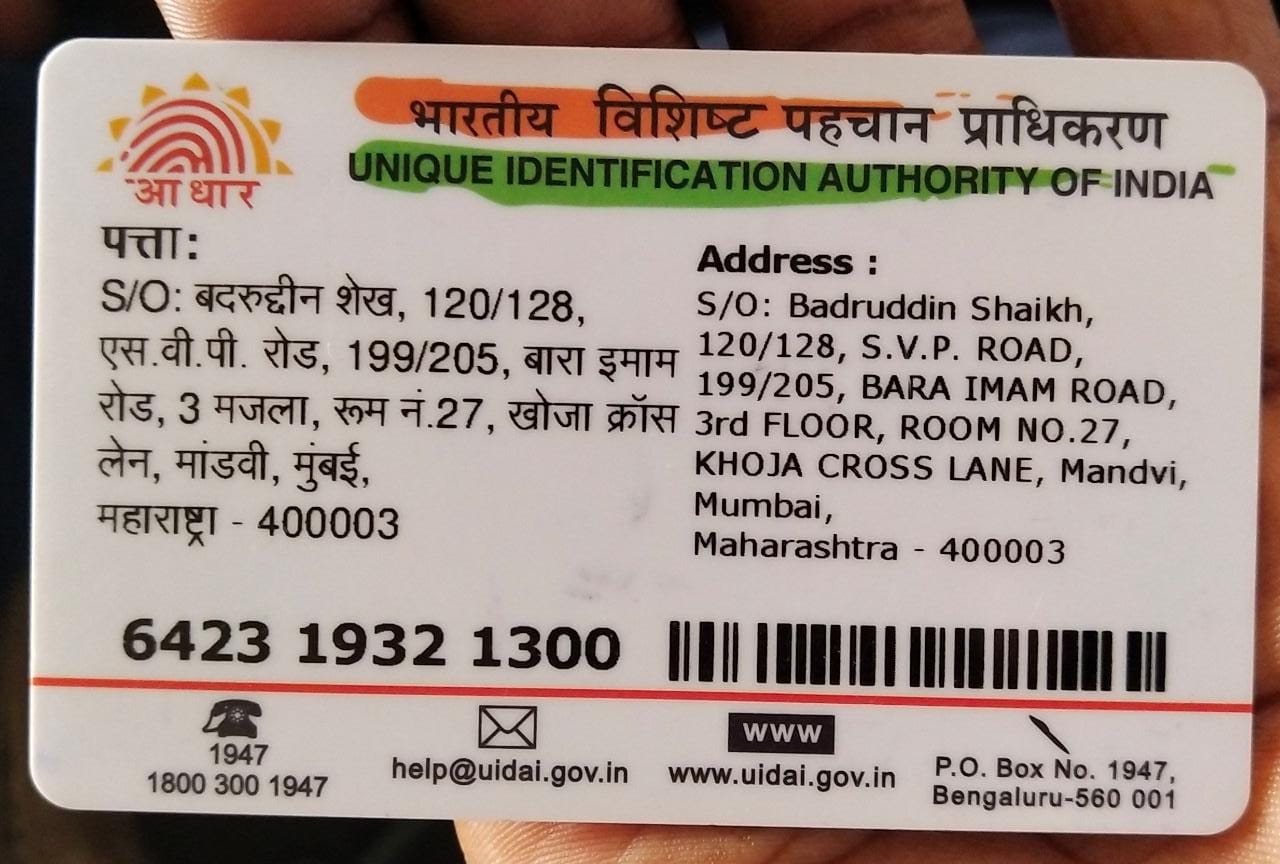 भारतीय विशिष्ट पहचान प्राधिकरण
UNIQUE IDENTIFICATION AUTHORITY OF INDIA
आधार
पत्ता:
S/O: बदरुद्दीन शेख, 120/128,
एस.वी.पी. रोड, 199/205, बारा इमाम
रोड, 3 मजला, रूम नं.27, खोजा क्रॉस
लेन, मांडवी, मुंबई,
महाराष्ट्रा - 400003
Address :
S/O: Badruddin Shaikh,
120/128, S.V.P. ROAD,
199/205, BARA IMAM ROAD,
3rd FLOOR, ROOM NO.27,
KHOJA CROSS LANE, Mandvi,
Mumbai,
Maharashtra - 400003
6423 1932 1300
1947
1800 300 1947
help@uidai.gov.in
www
www.uidai.gov.in
P.O. Box No. 1947,
Bengaluru-560 001